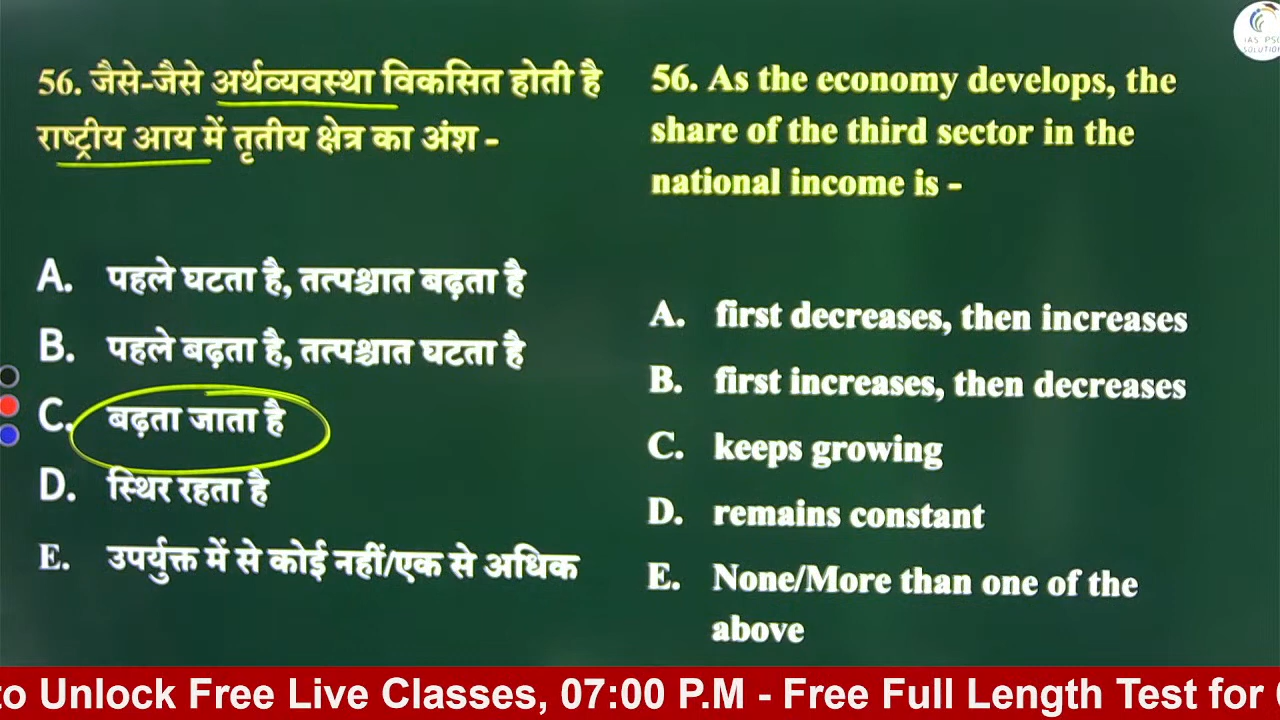 56. जैसे-जैसे अर्थव्यवस्था विकसित होती है
राष्ट्रीय आय में तृतीय क्षेत्र का अंश -
A. पहले घटता है, तत्पश्चात बढ़ता है
B. पहले बढ़ता है, तत्पश्चात घटता है
C. बढ़ता जाता है
D. स्थिर रहता है
E. उपर्युक्त में से कोई नहीं/एक से अधिक
56. As the economy develops, the
share of the third sector in the
national income is -
A. first decreases, then increases
B. first increases, then decreases
C. keeps growing
D. remains constant
E. None/More than one of the
above
IAS PSC
SOLUTION
to Unlock Free Live Classes, 07:00 P.M - Free Full Length Test for